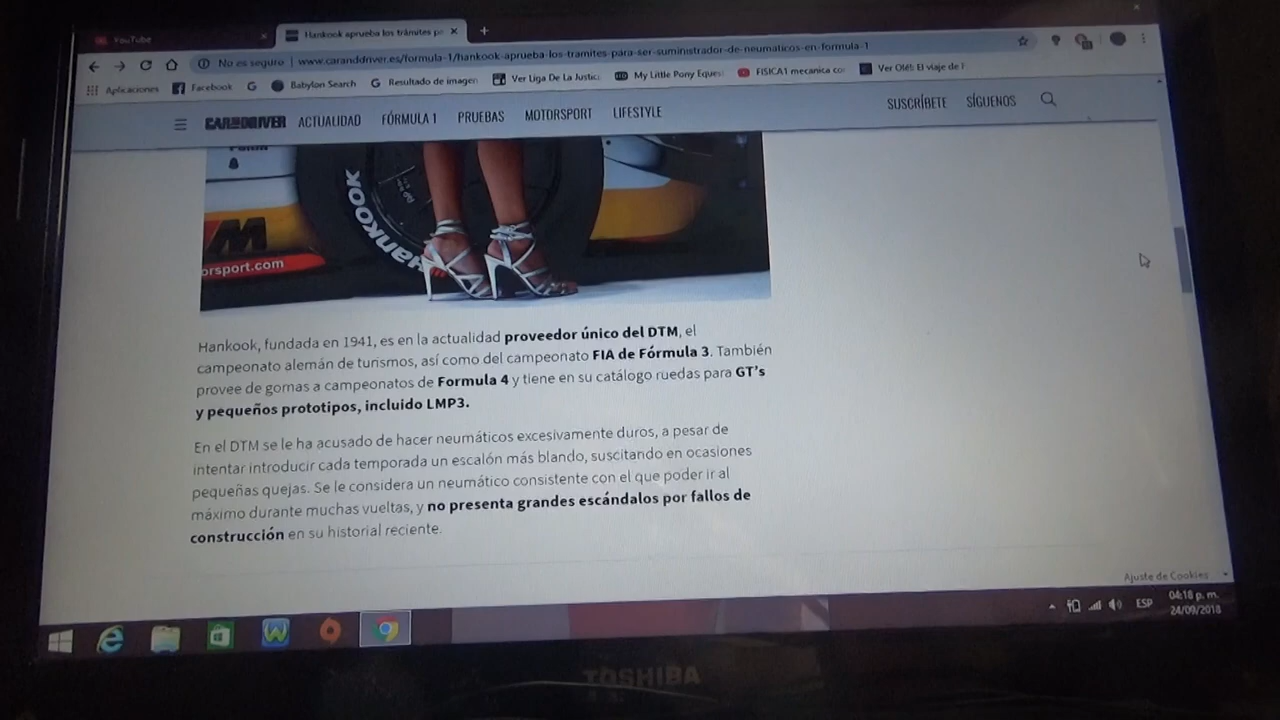 YouTube
Hankook aprueba los trámites pa
No es seguro | www.caranddriver.es/formula-1/hankook-aprueba-los-tramites-para-ser-suministrador-de-neumaticos-en-formula-1
Aplicaciones Facebook Babylon Search Resultado de imagen Ver Liga De La Justicia My Little Pony Eques FISICA1 mecanica co Ver Olé!: El viaje de F
CAR AND DRIVER ACTUALIDAD FÓRMULA 1 PRUEBAS MOTORSPORT LIFESTYLE SUSCRÍBETE SÍGUENOS
Hankook
M
orsport.com
Hankook, fundada en 1941, es en la actualidad proveedor único del DTM, el
campeonato alemán de turismos, así como del campeonato FIA de Fórmula 3. También
provee de gomas a campeonatos de Formula 4 y tiene en su catálogo ruedas para GT's
y pequeños prototipos, incluido LMP3.
En el DTM se le ha acusado de hacer neumáticos excesivamente duros, a pesar de
intentar introducir cada temporada un escalón más blando, suscitando en ocasiones
pequeñas quejas. Se le considera un neumático consistente con el que poder ir al
máximo durante muchas vueltas, y no presenta grandes escándalos por fallos de
construcción en su historial reciente.
Ajuste de Cookies
ESP 04:18 p. m.
24/09/2018
TOSHIBA